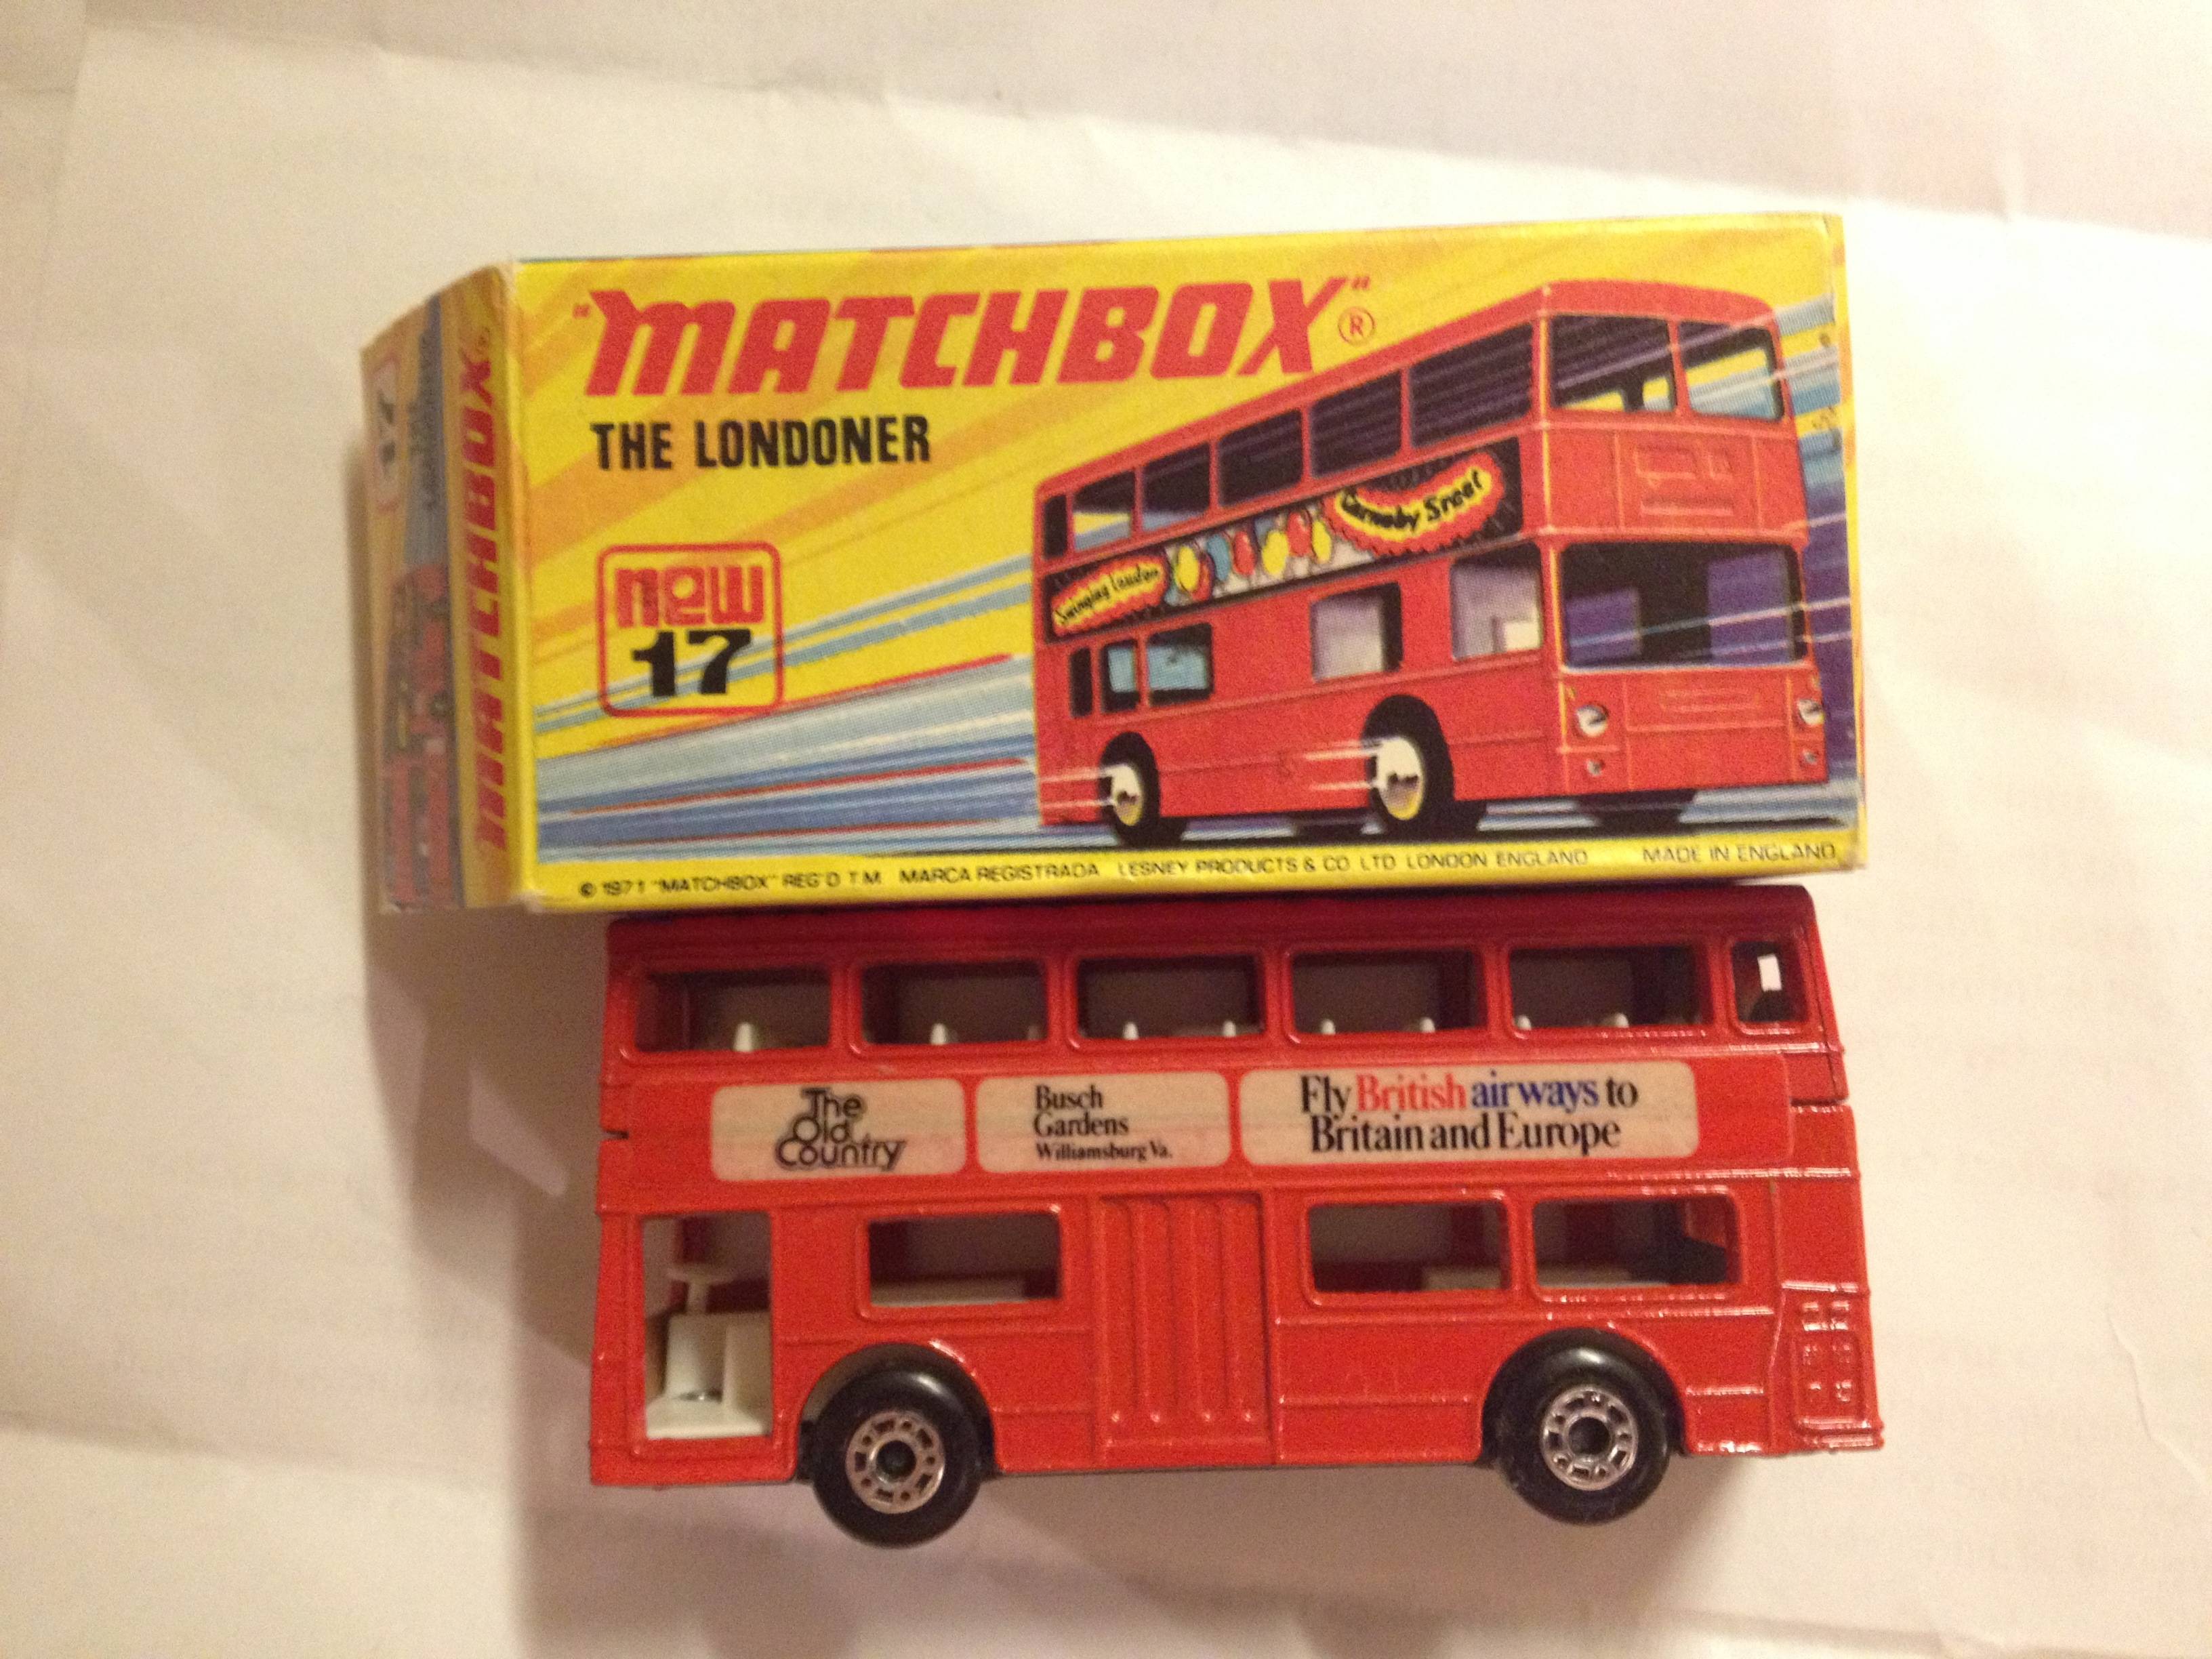 "MATCHBOX"®
THE LONDONER
new
17
Swinging London
Carnaby Sreet
© 1971 "MATCHBOX" REG'D T.M. MARCA REGISTRADA LESNEY PRODUCTS & CO. LTD. LONDON ENGLAND MADE IN ENGLAND
MATCHBOX
The
Old
Country
Busch
Gardens
Williamsburg Va.
Fly British airways to
Britain and Europe